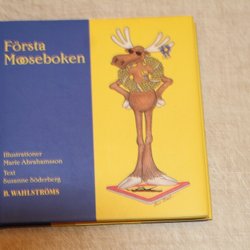 Första
Mooseboken
Illustrationer
Marie Abrahamsson
Text
Susanne Söderberg
B. WAHLSTRÖMS